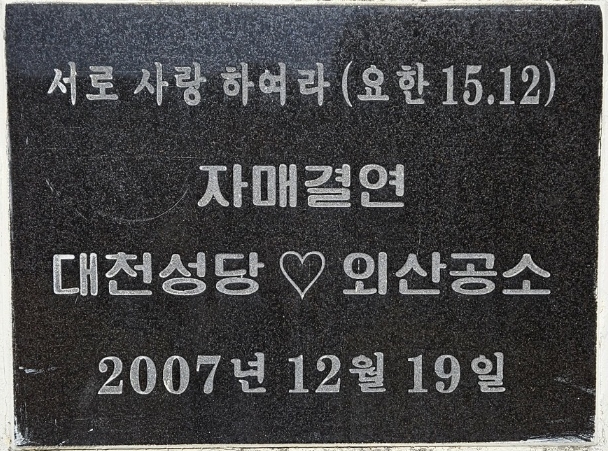 서로 사랑 하여라 (요한 15.12)
자매결연
대천성당 ♡ 외산공소
2007년 12월 19일